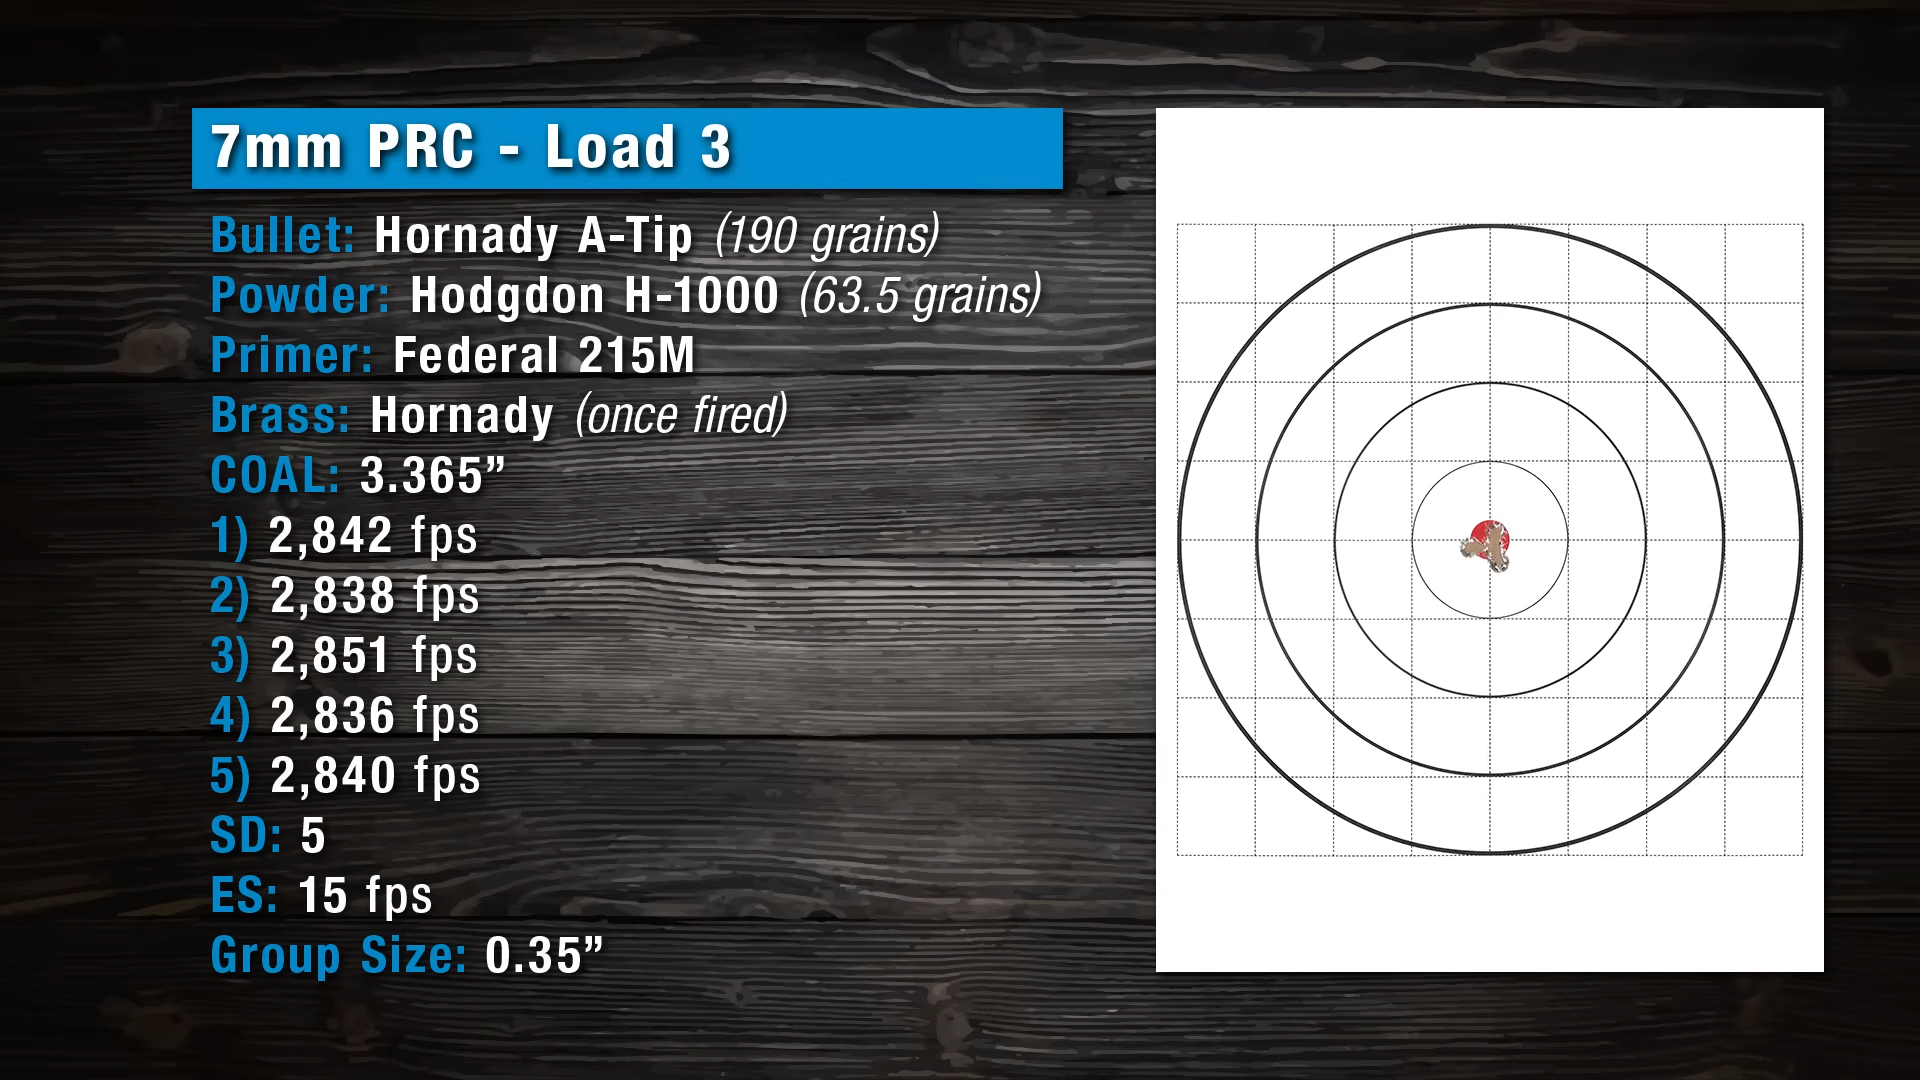 7mm PRC - Load 3
Bullet: Hornady A-Tip (190 grains)
Powder: Hodgdon H-1000 (63.5 grains)
Primer: Federal 215M
Brass: Hornady (once fired)
COAL: 3.365”
1) 2,842 fps
2) 2,838 fps
3) 2,851 fps
4) 2,836 fps
5) 2,840 fps
SD: 5
ES: 15 fps
Group Size: 0.35”